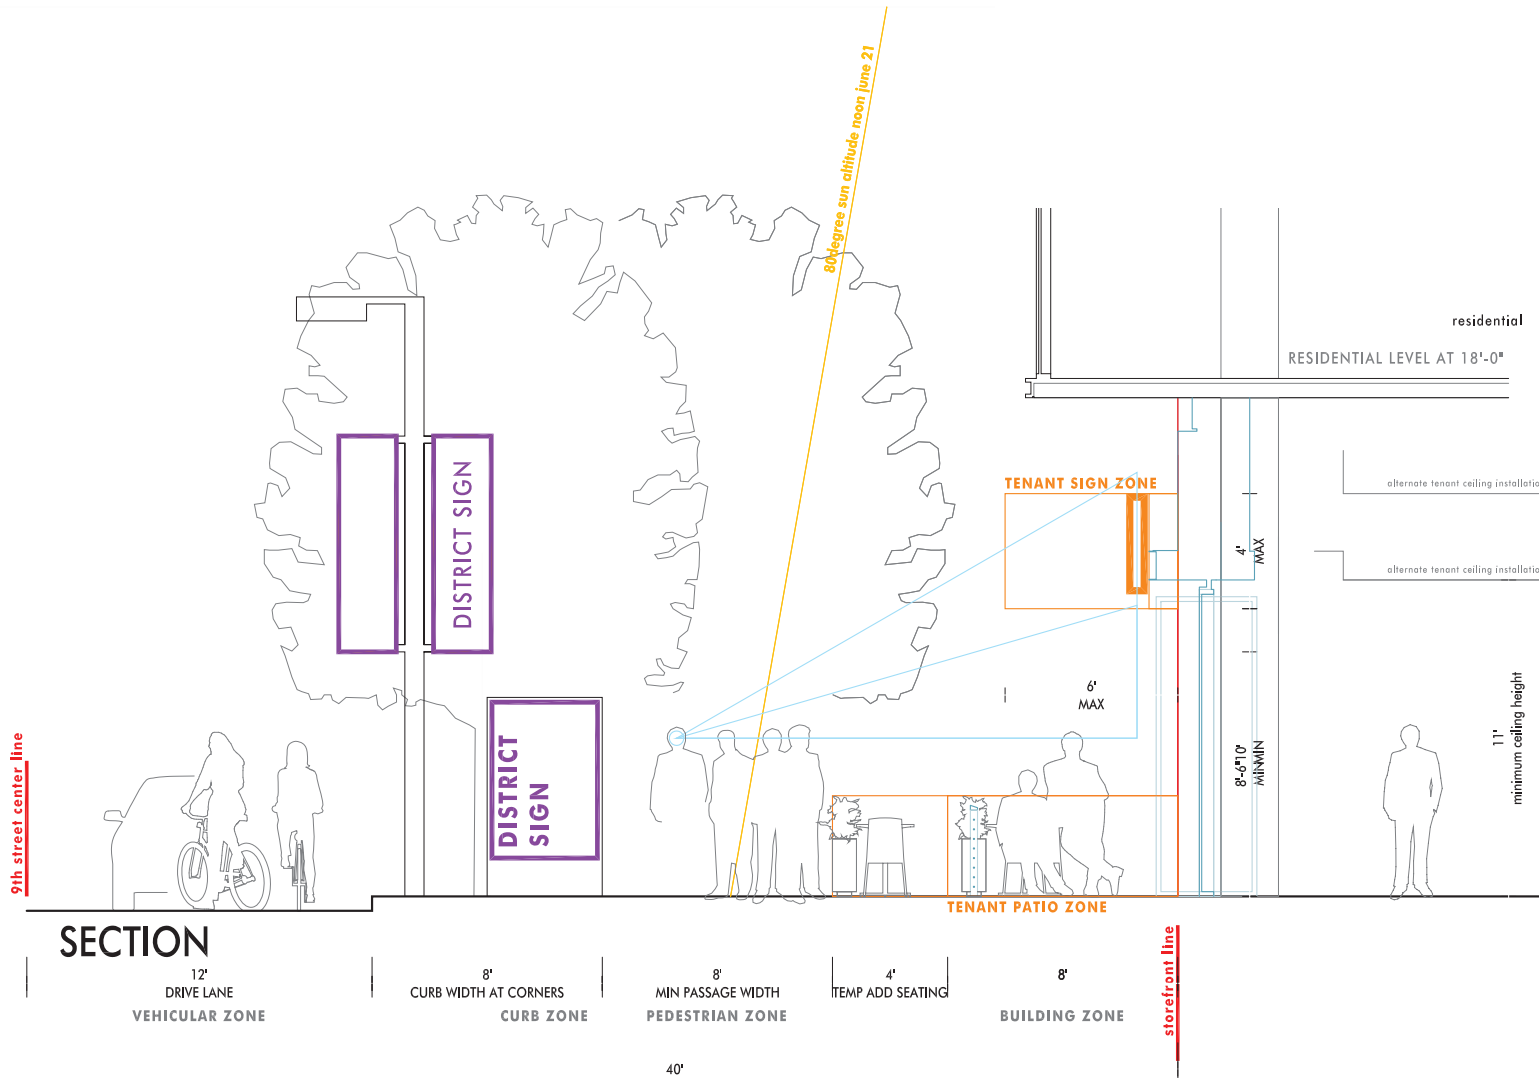 80degree sun altitude noon june 21
residential
RESIDENTIAL LEVEL AT 18'-0"
DISTRICT SIGN
TENANT SIGN ZONE
alternate tenant ceiling installatio
4'
MAX
alternate tenant ceiling installatio
6'
MAX
DISTRICT
SIGN
9th street center line
8'-6"
MIN
10'
MIN
11'
minimum ceiling height
TENANT PATIO ZONE
SECTION
storefront line
12'
DRIVE LANE
VEHICULAR ZONE
8'
CURB WIDTH AT CORNERS
CURB ZONE
8'
MIN PASSAGE WIDTH
PEDESTRIAN ZONE
4'
TEMP ADD SEATING
8'
BUILDING ZONE
40'